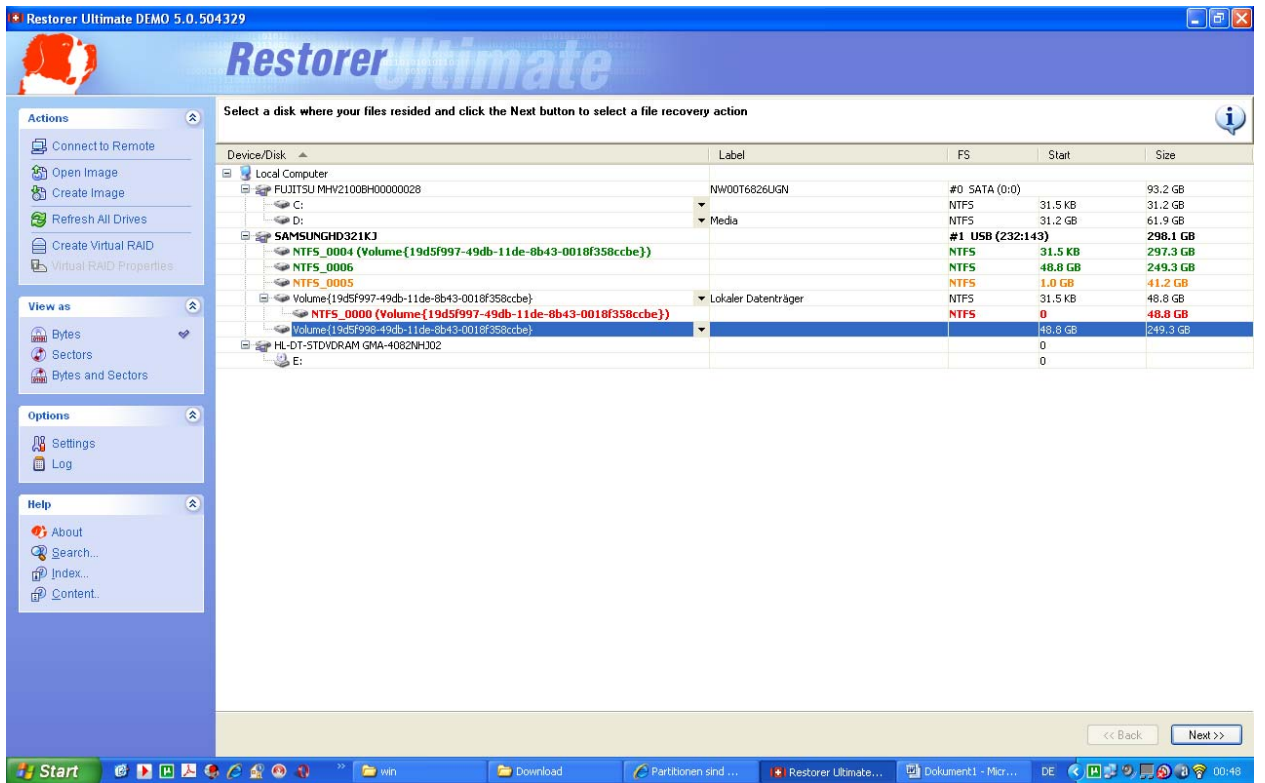 Restorer Ultimate DEMO 5.0.504329
Restorer Ultimate
Actions
Connect to Remote
Open Image
Create Image
Refresh All Drives
Create Virtual RAID
Virtual RAID Properties
View as
Bytes
Sectors
Bytes and Sectors
Options
Settings
Log
Help
About
Search...
Index...
Content..
Select a disk where your files resided and click the Next button to select a file recovery action
Device/Disk Label FS Start Size
Local Computer
FUJITSU MHV2100BH00000028 NW00T6826UGN #0 SATA (0:0) 93.2 GB
C: NTFS 31.5 KB 31.2 GB
D: Media NTFS 31.2 GB 61.9 GB
SAMSUNGHD321KJ #1 USB (232:143) 298.1 GB
NTFS_0004 (Volume{19d5f997-49db-11de-8b43-0018f358ccbe}) NTFS 31.5 KB 297.3 GB
NTFS_0006 NTFS 48.8 GB 249.3 GB
NTFS_0005 NTFS 1.0 GB 41.2 GB
Volume{19d5f997-49db-11de-8b43-0018f358ccbe} Lokaler Datenträger NTFS 31.5 KB 48.8 GB
NTFS_0000 (Volume{19d5f997-49db-11de-8b43-0018f358ccbe}) NTFS 0 48.8 GB
Volume{19d5f998-49db-11de-8b43-0018f358ccbe} 48.8 GB 249.3 GB
HL-DT-STDVDRAM GMA-4082NHJ02 0
E: 0
<< Back Next >>
Start win Download Partitionen sind ... Restorer Ultimate... Dokument1 - Micr... DE 00:48